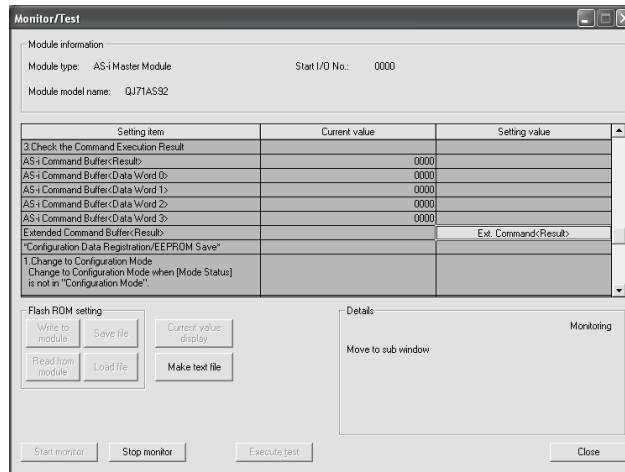 Monitor/Test
Module information
Module type: AS-i Master Module Start I/O No.: 0000
Module model name: QJ71AS92
Setting item Current value Setting value
3.Check the Command Execution Result
AS-i Command Buffer<Result> 0000
AS-i Command Buffer<Data Word 0> 0000
AS-i Command Buffer<Data Word 1> 0000
AS-i Command Buffer<Data Word 2> 0000
AS-i Command Buffer<Data Word 3> 0000
Extended Command Buffer<Result> Ext. Command<Result>
"Configuration Data Registration/EEPROM Save"
1.Change to Configuration Mode
Change to Configuration Mode when [Mode Status]
is not in "Configuration Mode".
Flash ROM setting
Write to
module
Save file
Current value
display
Read from
module
Load file
Make text file
Details
Monitoring
Move to sub window
Start monitor Stop monitor Execute test Close